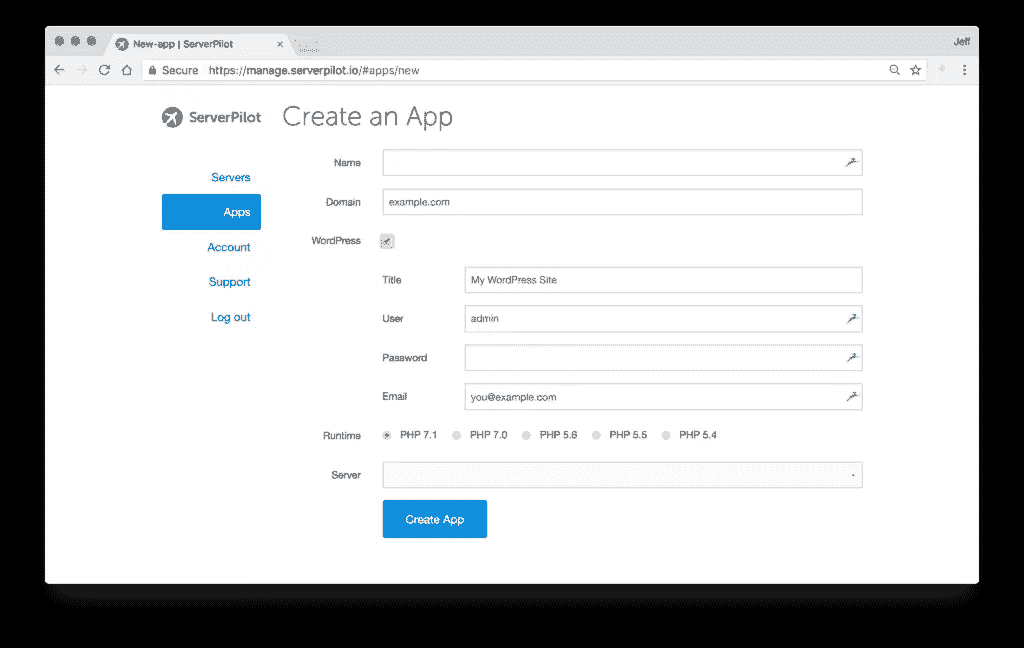 New-app | ServerPilot
Jeff
Secure https://manage.serverpilot.io/#apps/new
ServerPilot
Create an App
Servers
Apps
Account
Support
Log out
Name
Domain example.com
WordPress
Title My WordPress Site
User admin
Password
Email you@example.com
Runtime PHP 7.1 PHP 7.0 PHP 5.6 PHP 5.5 PHP 5.4
Server
Create App